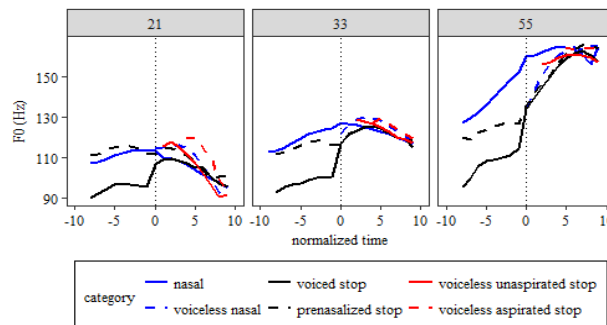 21 33 55
F0 (Hz)
150
130
110
90
-10 -5 0 5 10 -10 -5 0 5 10 -10 -5 0 5 10
normalized time
category nasal voiced stop voiceless unaspirated stop
voiceless nasal prenasalized stop voiceless aspirated stop